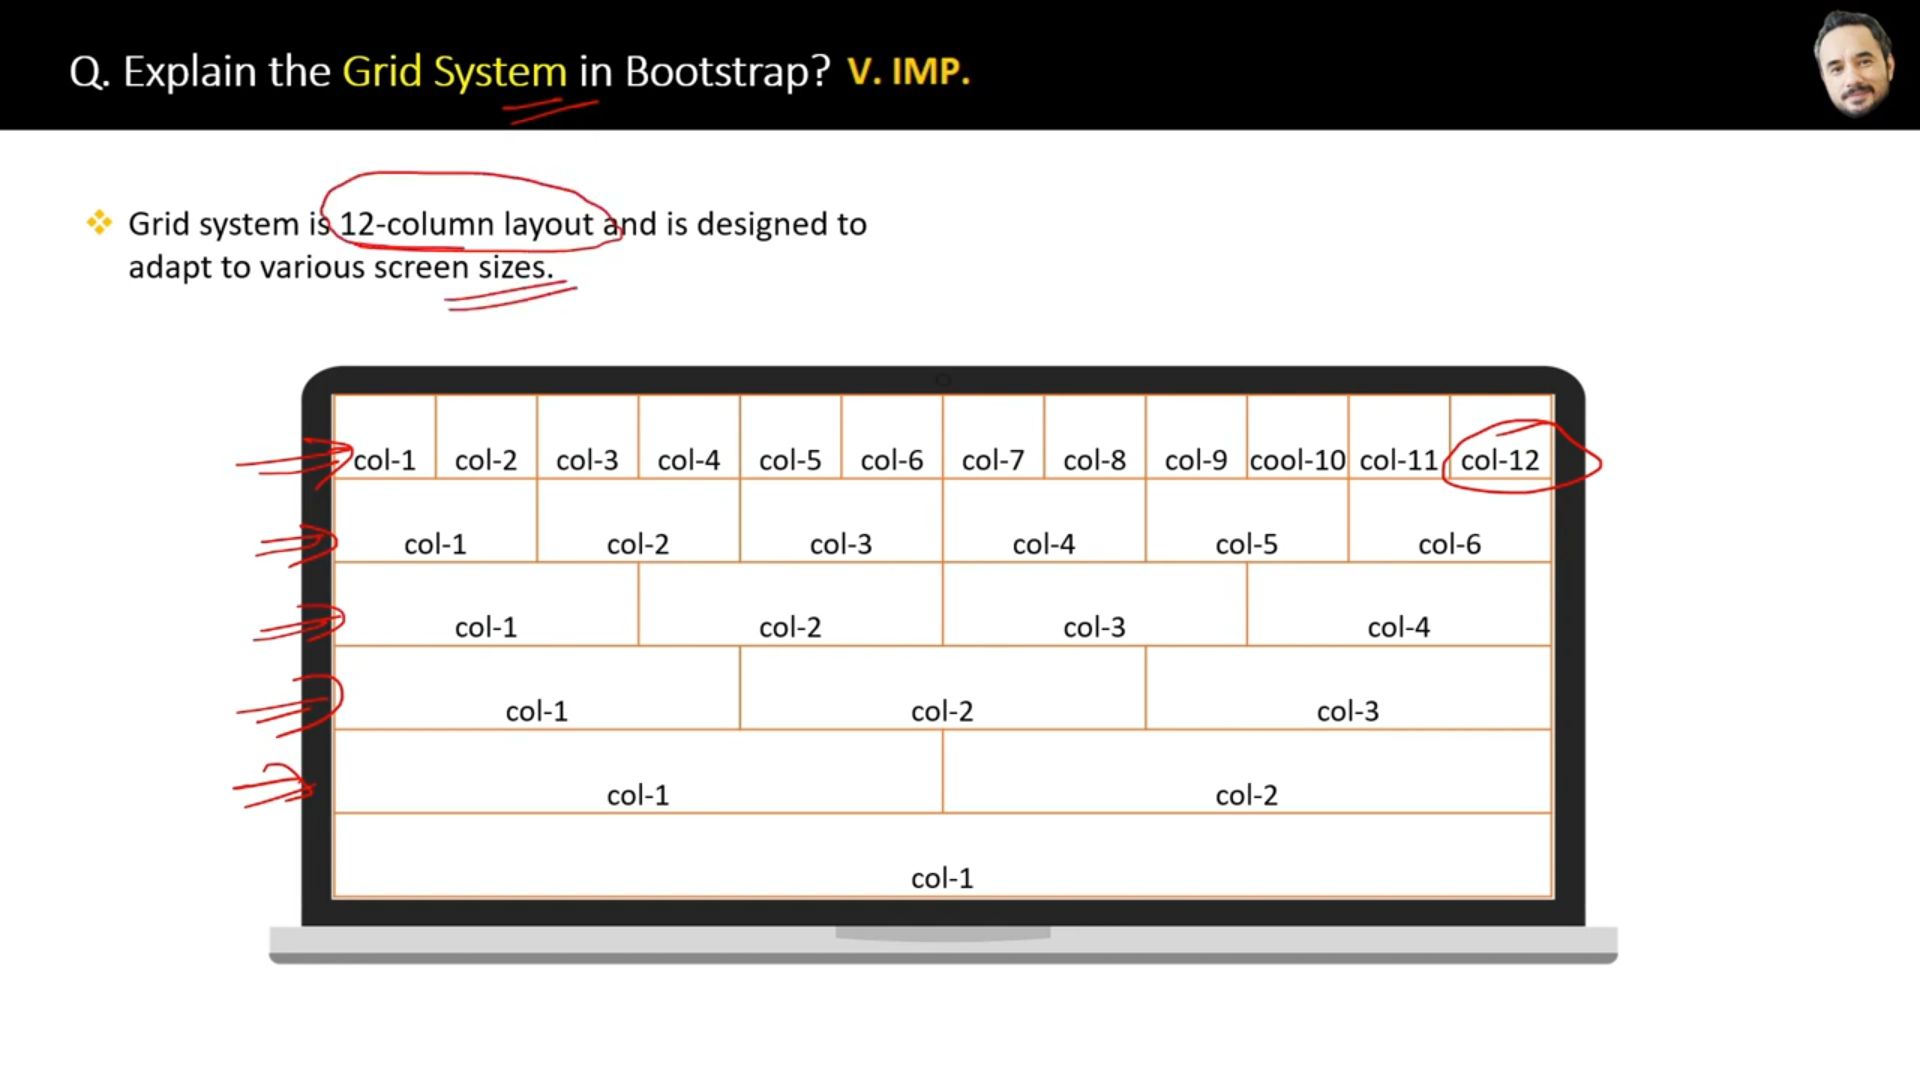 Q. Explain the Grid System in Bootstrap? V. IMP.
Grid system is 12-column layout and is designed to
adapt to various screen sizes.
col-1 col-2 col-3 col-4 col-5 col-6 col-7 col-8 col-9 cool-10 col-11 col-12
col-1 col-2 col-3 col-4 col-5 col-6
col-1 col-2 col-3 col-4
col-1 col-2 col-3
col-1 col-2
col-1